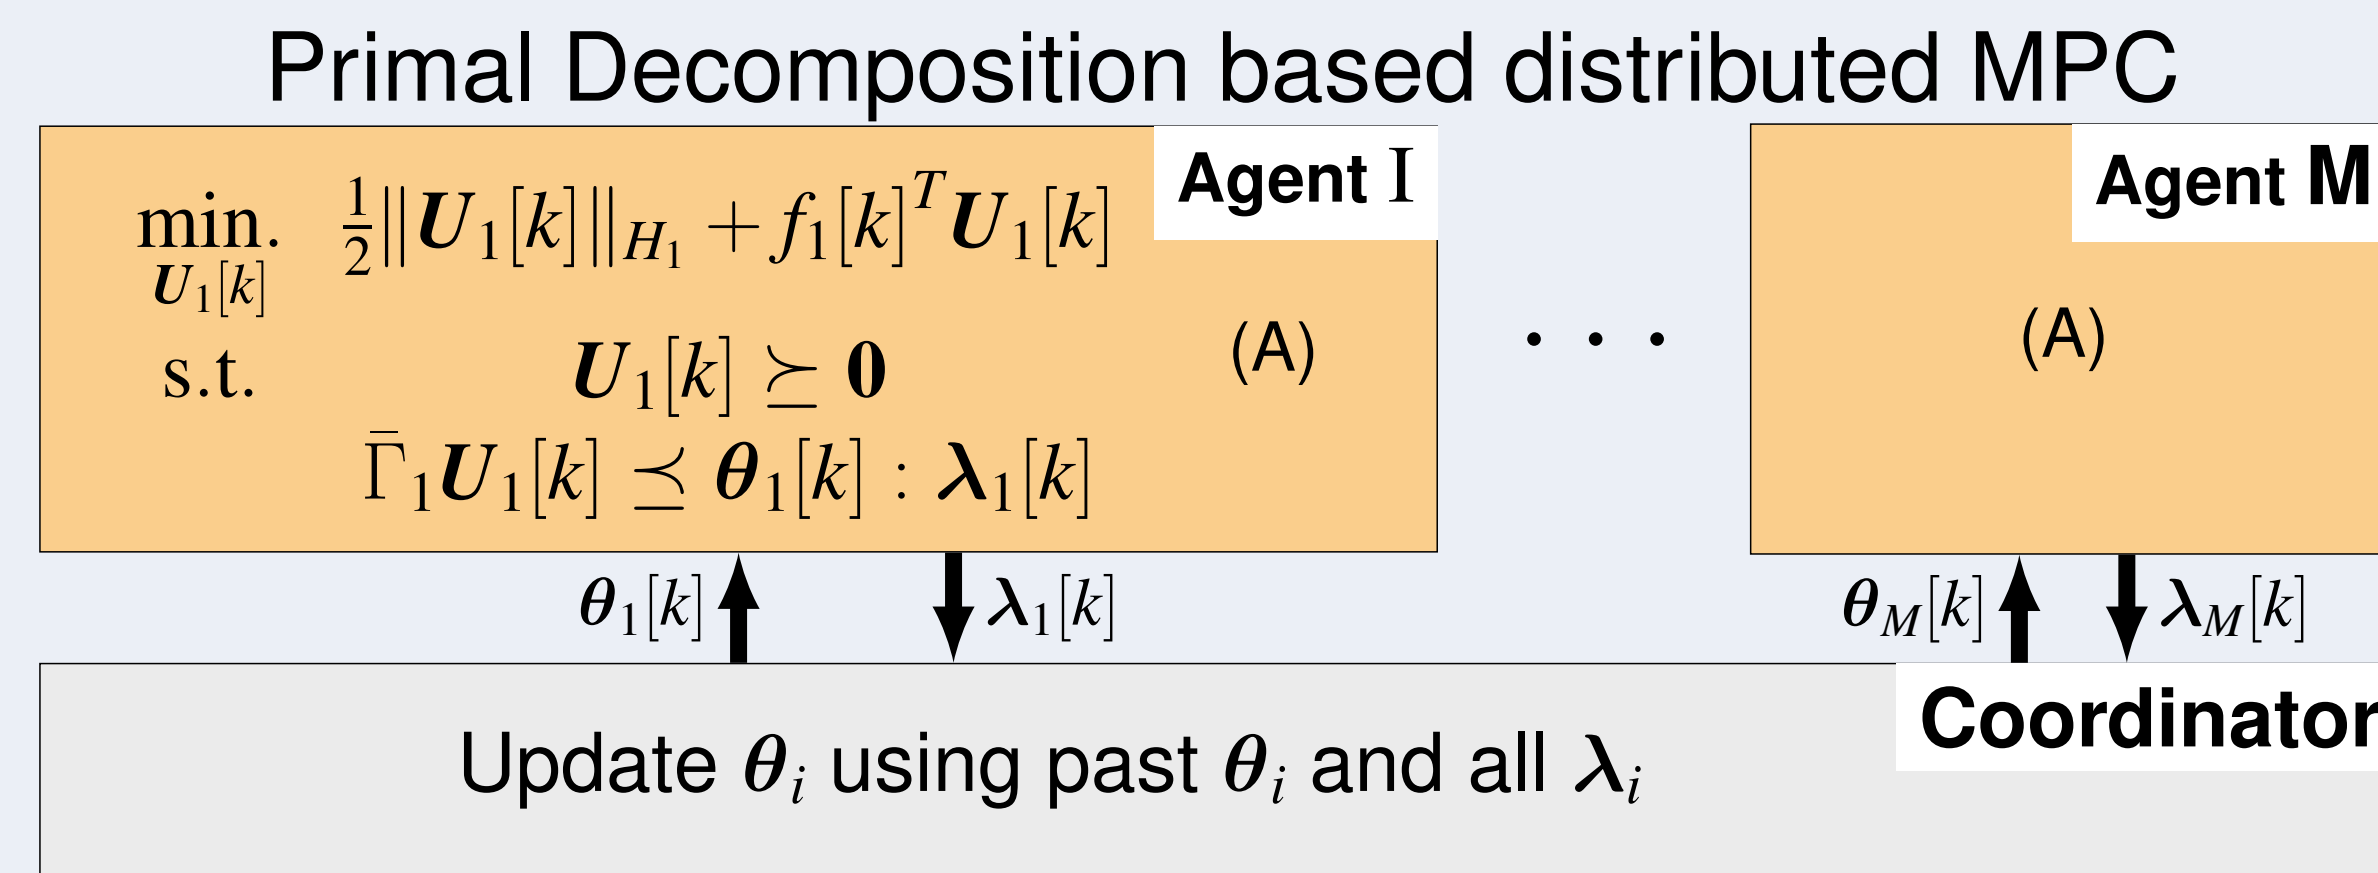 Primal Decomposition based distributed MPC
Agent I
min. ½||U₁[k]||_H₁ + f₁[k]ᵀU₁[k]
U₁[k]
s.t. U₁[k] ⪰ 0
(A)
Γ̄₁U₁[k] ⪯ θ₁[k] : λ₁[k]
· · ·
Agent M
(A)
θ₁[k]
λ₁[k]
θ_M[k]
λ_M[k]
Coordinator
Update θᵢ using past θᵢ and all λᵢ